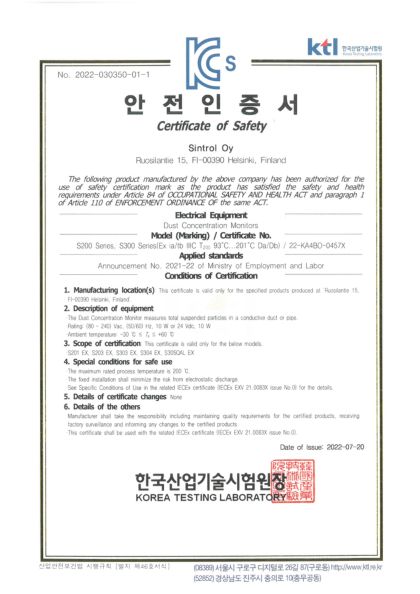 KCs
ktl 한국산업기술시험원
Korea Testing Laboratory
No. 2022-030350-01-1
안 전 인 증 서
Certificate of Safety
Sintrol Oy
Ruosilantie 15, FI-00390 Helsinki, Finland
The following product manufactured by the above company has been authorized for the
use of safety certification mark as the product has satisfied the safety and health
requirements under Article 84 of OCCUPATIONAL SAFETY AND HEALTH ACT and paragraph 1
of Article 110 of ENFORCEMENT ORDINANCE OF the same ACT.
Electrical Equipment
Dust Concentration Monitors
Model (Marking) / Certificate No.
S200 Series, S300 Series(Ex ia/tb IIIC T200 93˚C...201˚C Da/Db) / 22-KA4BO-0457X
Applied standards
Announcement No. 2021-22 of Ministry of Employment and Labor
Conditions of Certification
1. Manufacturing location(s) This certificate is valid only for the specified products produced at Ruosilantie 15,
FI-00390 Helsinki, Finland
2. Description of equipment
The Dust Concentration Monitor measures total suspended particles in a conductive duct or pipe.
Rating: (80 - 240) Vac, (50/60) Hz, 10 W or 24 Vdc, 10 W
Ambient temperature: -30 ℃ ≤ Ta ≤ +60 ℃
3. Scope of certification This certificate is valid only for the below models.
S201 EX, S203 EX, S303 EX, S304 EX, S305QAL EX
4. Special conditions for safe use
The maximum rated process temperature is 200 ℃.
The fixed installation shall minimize the risk from electrostatic discharge.
See Specific Conditions of Use in the related IECEx certificate (IECEx EXV 21.0083X issue No.0) for the details.
5. Details of certificate changes None
6. Details of the others
Manufacturer shall take the responsibility including maintaining quality requirements for the certified products, receiving
factory surveillance and informing any changes to the certified products.
This certificate shall be used with the related IECEx certificate (IECEx EXV 21.0083X issue No.0).
Date of Issue: 2022-07-20
한국산업기술시험원장
KOREA TESTING LABORATORY
산업안전보건법 시행규칙 [별지 제46호서식]
(08389) 서울시 구로구 디지털로 26길 87(구로동) http://www.ktl.re.kr
(52852) 경상남도 진주시 충의로 10(충무공동)